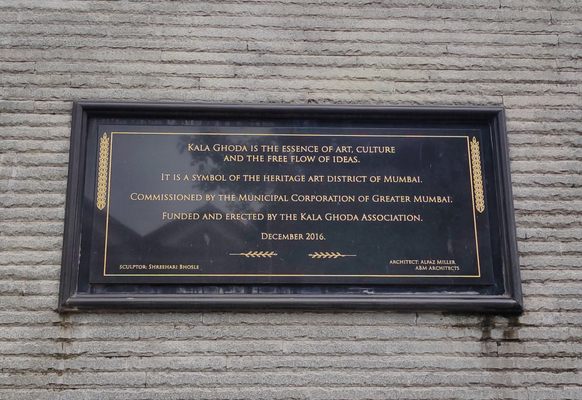 KALA GHODA IS THE ESSENCE OF ART, CULTURE
AND THE FREE FLOW OF IDEAS.
IT IS A SYMBOL OF THE HERITAGE ART DISTRICT OF MUMBAI.
COMMISSIONED BY THE MUNICIPAL CORPORATION OF GREATER MUMBAI.
FUNDED AND ERECTED BY THE KALA GHODA ASSOCIATION.
DECEMBER 2016.
SCULPTOR: SHREEHARI BHOSLE
ARCHITECT: ALFAZ MILLER
ABM ARCHITECTS